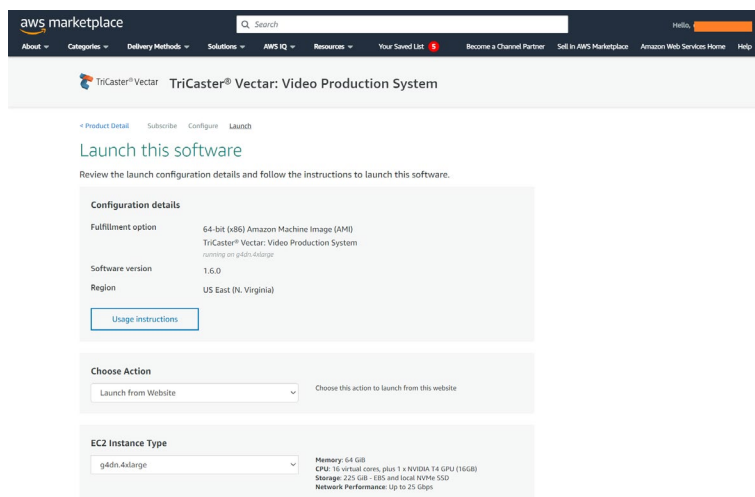 aws marketplace
Search
Hello,
About Categories Delivery Methods Solutions AWS IQ Resources Your Saved List 5 Become a Channel Partner Sell in AWS Marketplace Amazon Web Services Home Help
TriCaster® Vectar TriCaster® Vectar: Video Production System
< Product Detail Subscribe Configure Launch
Launch this software
Review the launch configuration details and follow the instructions to launch this software.
Configuration details
Fulfillment option 64-bit (x86) Amazon Machine Image (AMI)
TriCaster® Vectar: Video Production System
running on g4dn.4xlarge
Software version 1.6.0
Region US East (N. Virginia)
Usage instructions
Choose Action
Launch from Website Choose this action to launch from this website
EC2 Instance Type
g4dn.4xlarge Memory: 64 GiB
CPU: 16 virtual cores, plus 1 x NVIDIA T4 GPU (16GB)
Storage: 225 GiB - EBS and local NVMe SSD
Network Performance: Up to 25 Gbps